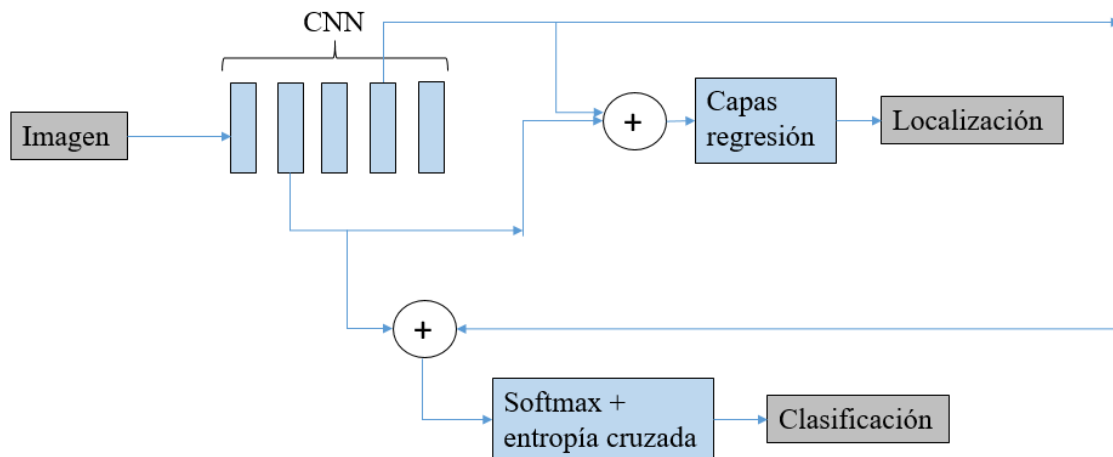 CNN
Imagen
+
Capas
regresión
Localización
+
Softmax +
entropía cruzada
Clasificación